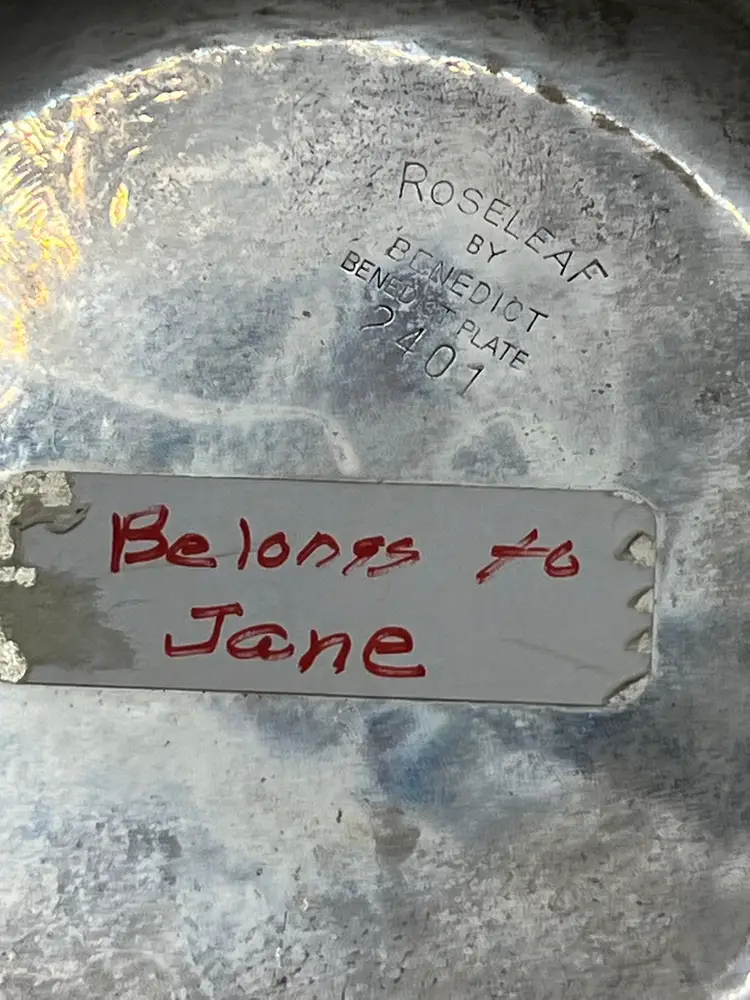 ROSELEAF
BY
BENEDICT
BENEDICT PLATE
2401
Belongs to
Jane